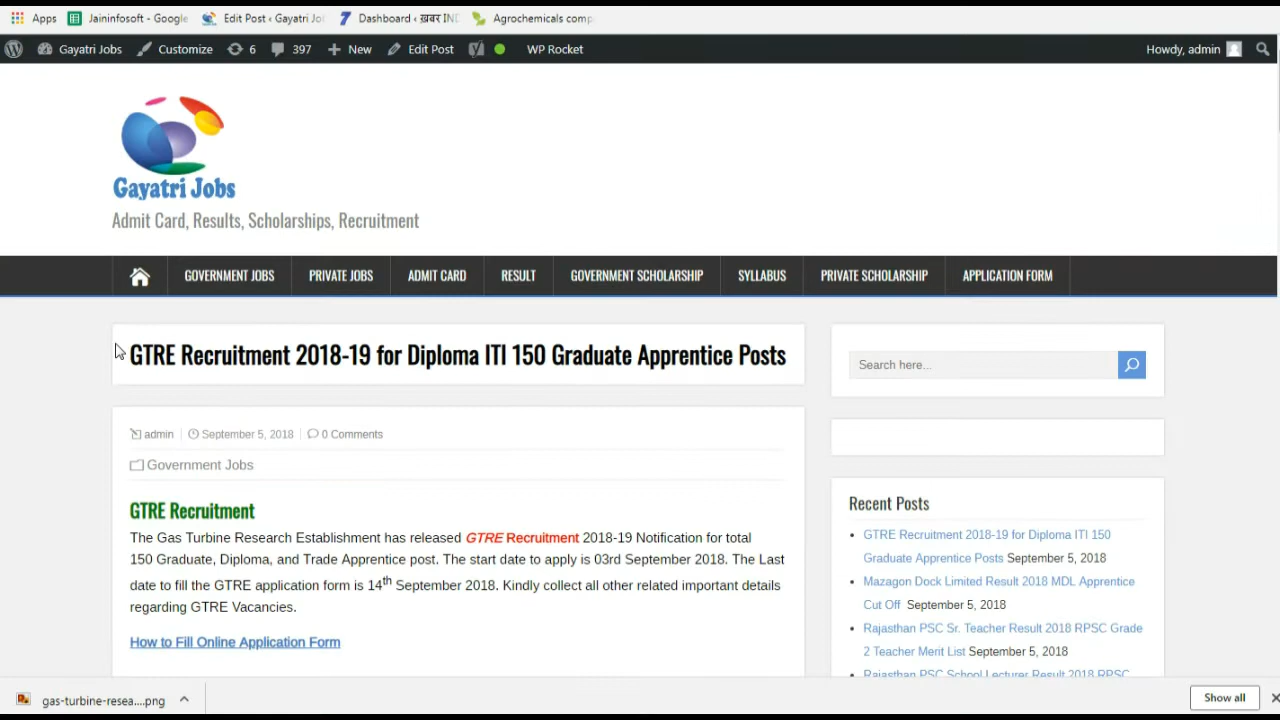 Apps Jaininfosoft - Google Edit Post ‹ Gayatri Jo Dashboard ‹ ख़बर IND Agrochemicals comp
Gayatri Jobs Customize 6 397 New Edit Post WP Rocket Howdy, admin
Gayatri Jobs
Admit Card, Results, Scholarships, Recruitment
GOVERNMENT JOBS PRIVATE JOBS ADMIT CARD RESULT GOVERNMENT SCHOLARSHIP SYLLABUS PRIVATE SCHOLARSHIP APPLICATION FORM
GTRE Recruitment 2018-19 for Diploma ITI 150 Graduate Apprentice Posts
admin September 5, 2018 0 Comments
Government Jobs
GTRE Recruitment
The Gas Turbine Research Establishment has released GTRE Recruitment 2018-19 Notification for total
150 Graduate, Diploma, and Trade Apprentice post. The start date to apply is 03rd September 2018. The Last
date to fill the GTRE application form is 14th September 2018. Kindly collect all other related important details
regarding GTRE Vacancies.
How to Fill Online Application Form
Search here...
Recent Posts
GTRE Recruitment 2018-19 for Diploma ITI 150
Graduate Apprentice Posts September 5, 2018
Mazagon Dock Limited Result 2018 MDL Apprentice
Cut Off September 5, 2018
Rajasthan PSC Sr. Teacher Result 2018 RPSC Grade
2 Teacher Merit List September 5, 2018
Rajasthan PSC School Lecturer Result 2018 RPSC
gas-turbine-resea....png Show all